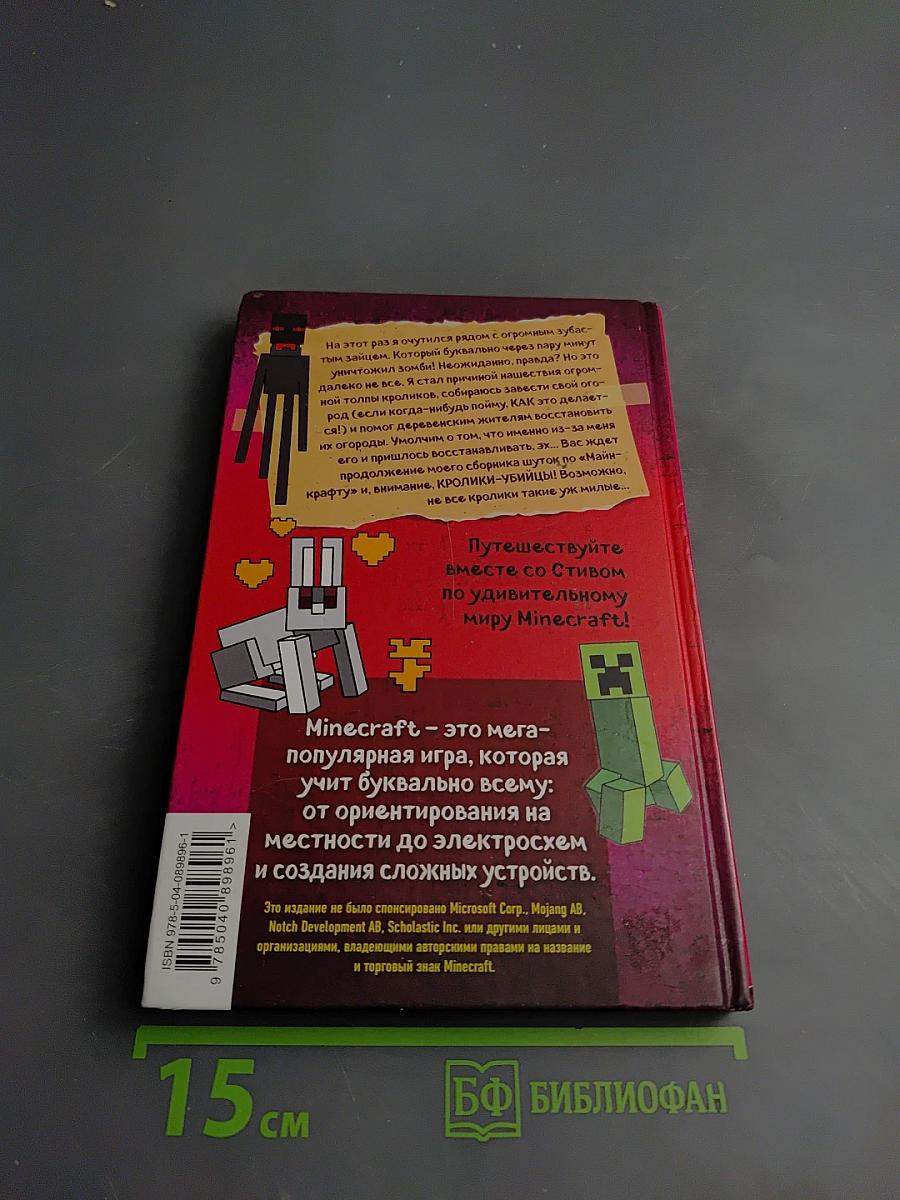 На этот раз я очутился рядом с огромным зубас-
тым зайцем. Который буквально через пару минут
уничтожил зомби! Неожиданно, правда? Но это
далеко не все. Я стал причиной нашествия огром-
ной толпы кроликов, собираюсь завести свой ого-
род (если когда-нибудь пойму, КАК это делает-
ся!) и помог деревенским жителям восстановить
их огороды. Умолчим о том, что именно из-за меня
его и пришлось восстанавливать, эх... Вас ждет
продолжение моего сборника шуток по «Майн-
крафту» и, внимание, КРОЛИКИ-УБИЙЦЫ! Возможно,
не все кролики такие уж милые...
Путешествуйте
вместе со Стивом
по удивительному
миру Minecraft!
Minecraft – это мега-
популярная игра, которая
учит буквально всему:
от ориентирования на
местности до электросхем
и создания сложных устройств.
Это издание не было спонсировано Microsoft Corp., Mojang AB,
Notch Development AB, Scholastic Inc. или другими лицами и
организациями, владеющими авторскими правами на название
и торговый знак Minecraft.
ISBN 978-5-04-089896-1
9 785040 898961 >
15 см
БФ БИБЛИОФАН